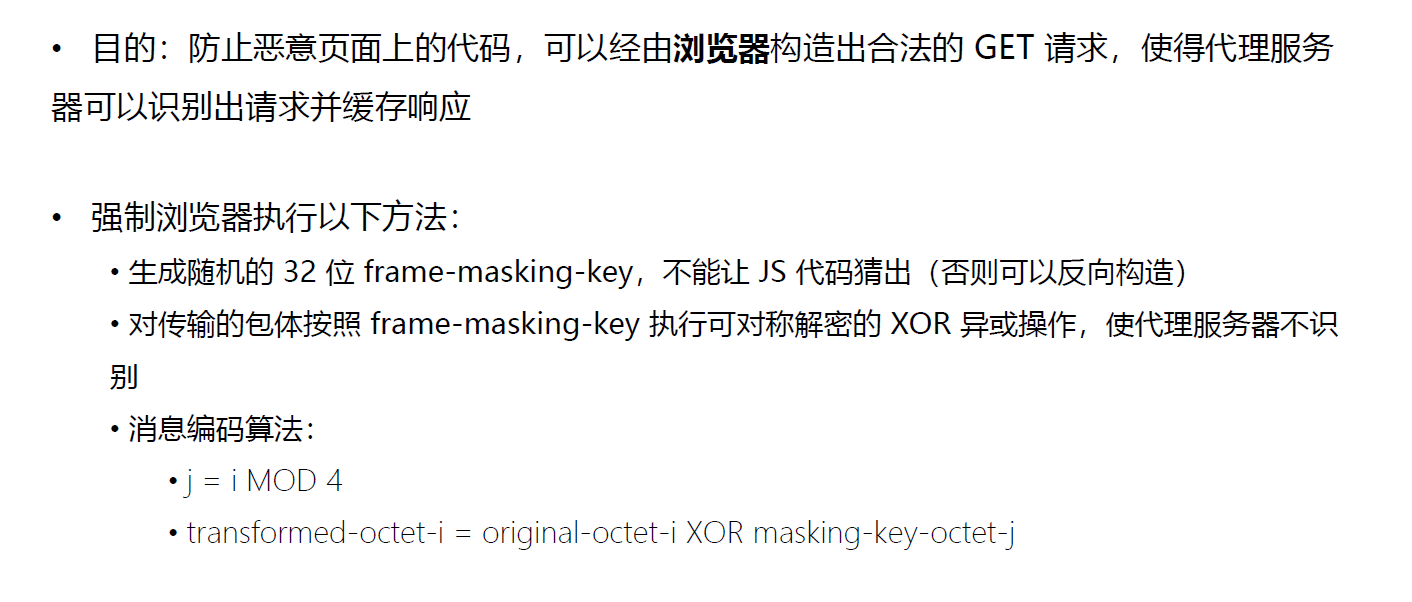 • 目的：防止恶意页面上的代码，可以经由浏览器构造出合法的 GET 请求，使得代理服务
器可以识别出请求并缓存响应
• 强制浏览器执行以下方法：
• 生成随机的 32 位 frame-masking-key，不能让 JS 代码猜出（否则可以反向构造）
• 对传输的包体按照 frame-masking-key 执行可对称解密的 XOR 异或操作，使代理服务器不识
别
• 消息编码算法：
• j = i MOD 4
• transformed-octet-i = original-octet-i XOR masking-key-octet-j